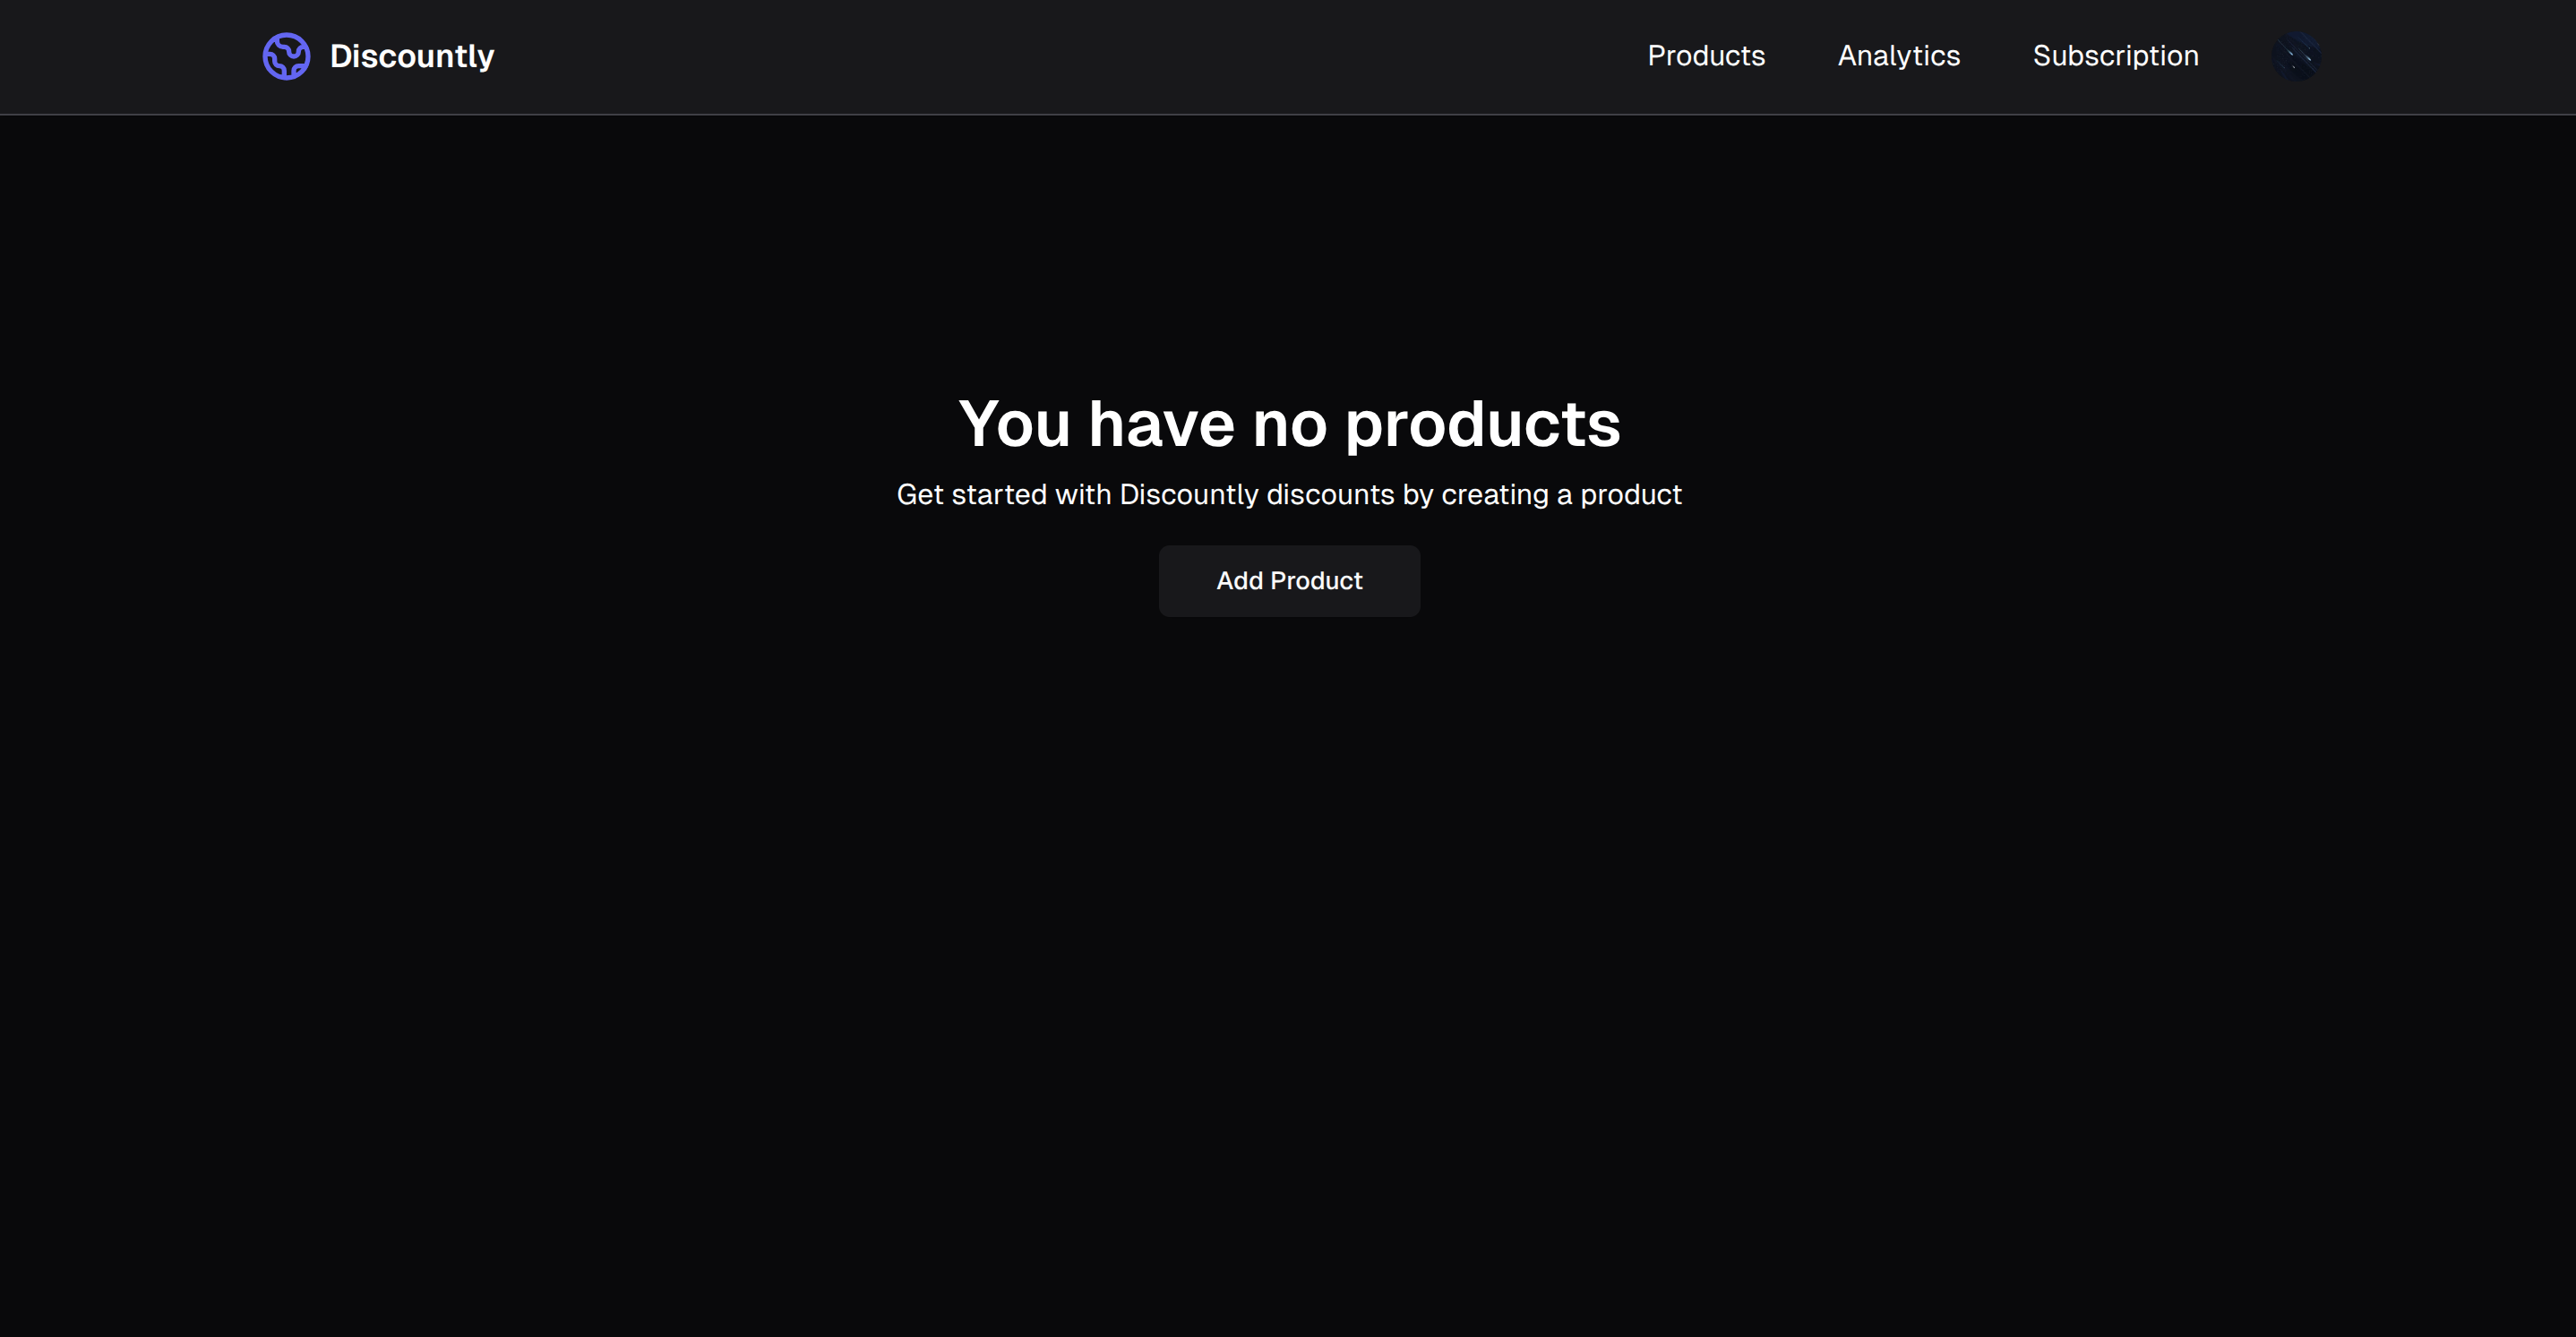 Discountly
Products Analytics Subscription
You have no products
Get started with Discountly discounts by creating a product
Add Product